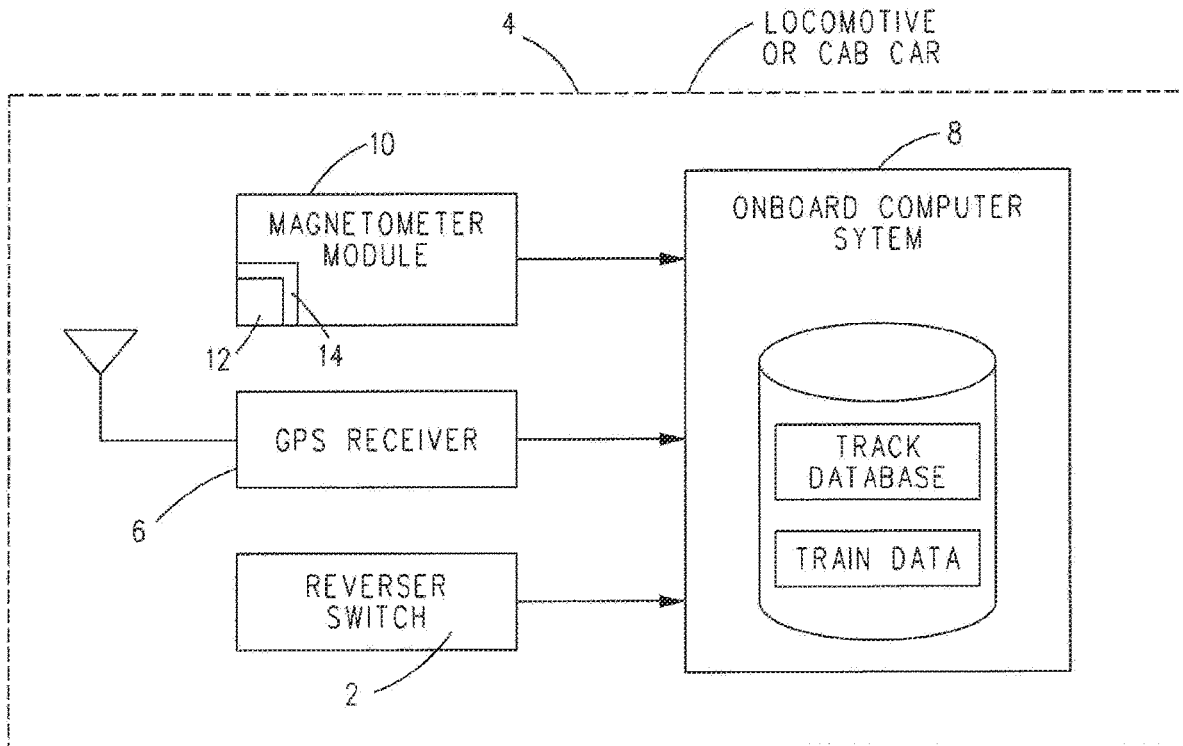 4
LOCOMOTIVE
OR CAB CAR
10
MAGNETOMETER
MODULE
12
14
8
ONBOARD COMPUTER
SYTEM
GPS RECEIVER
6
TRACK
DATABASE
TRAIN DATA
REVERSER
SWITCH
2